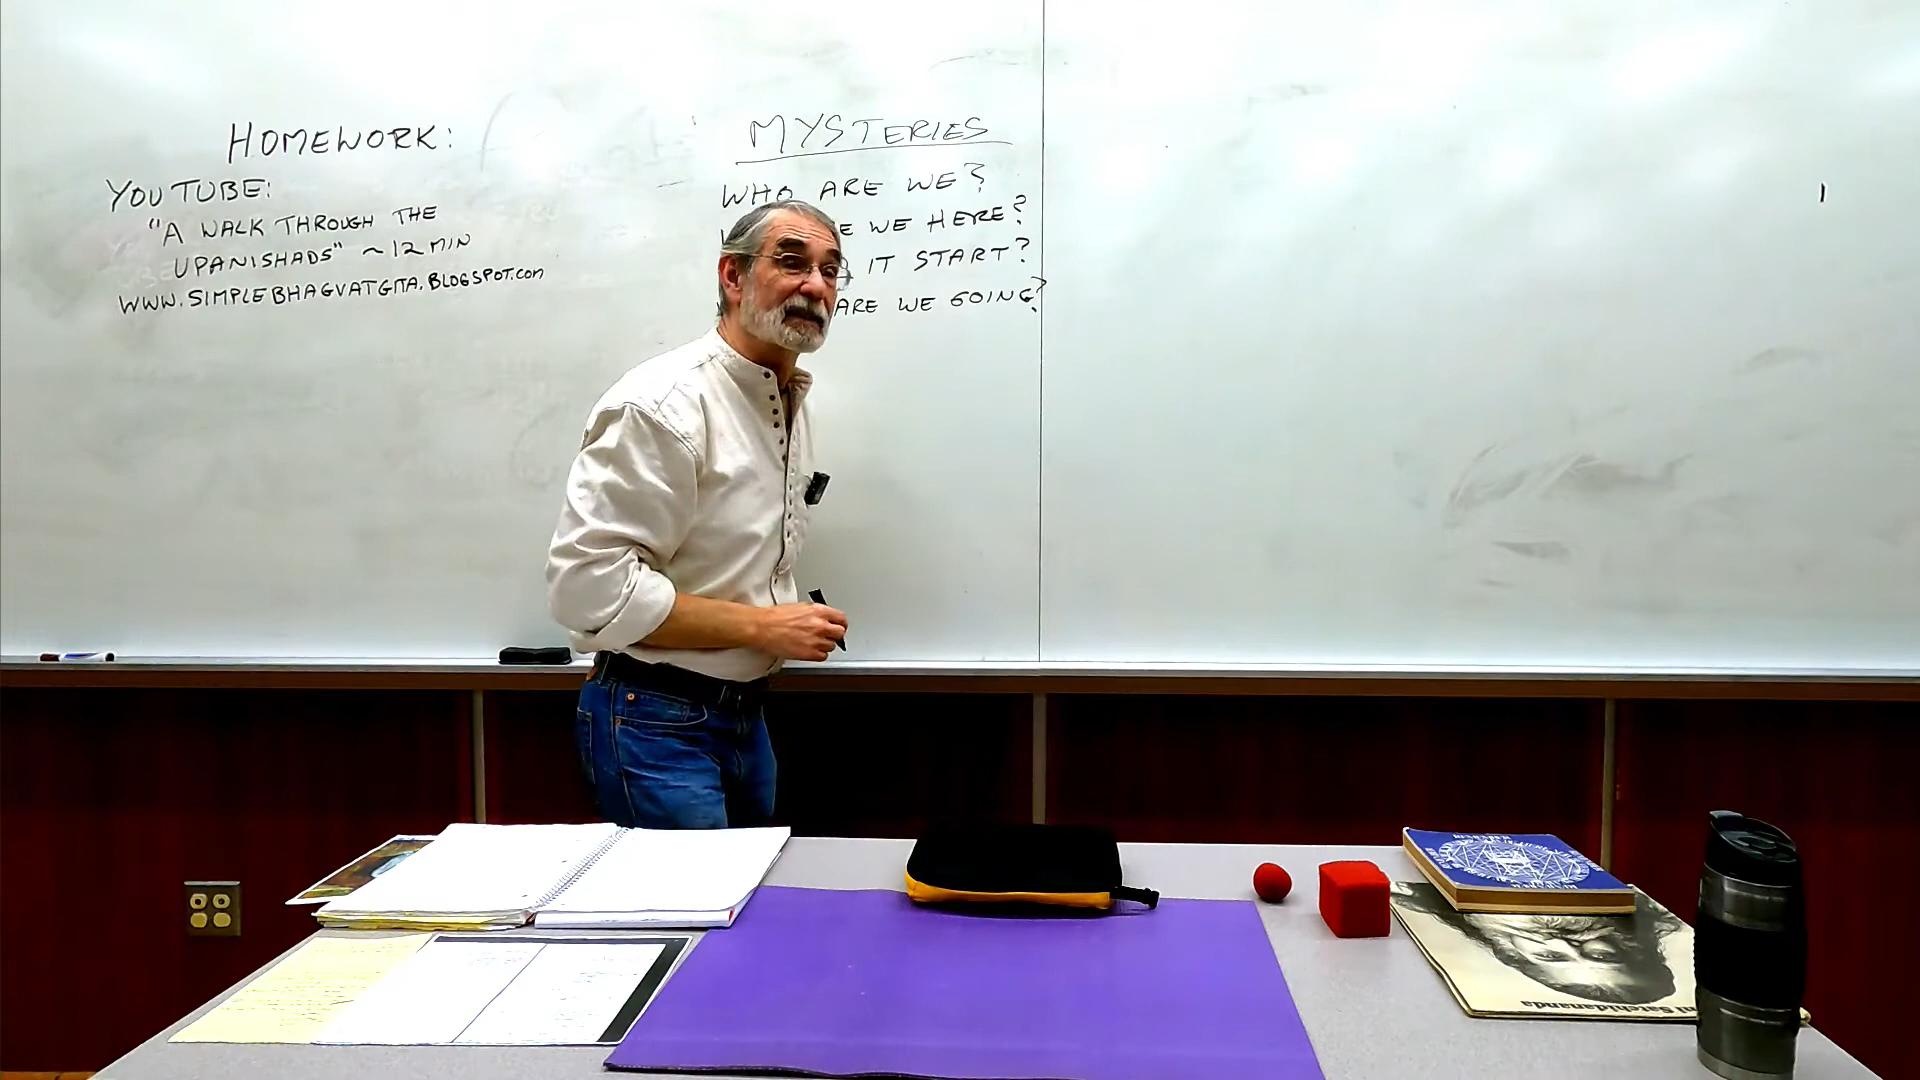 HOMEWORK:
YOUTUBE:
"A WALK THROUGH THE
UPANISHADS" ~12 MIN
WWW.SIMPLEBHAGVATGITA.BLOGSPOT.COM
MYSTERIES
WHO ARE WE?
E WE HERE?
IT START?
ARE WE GOING?
Satchidananda